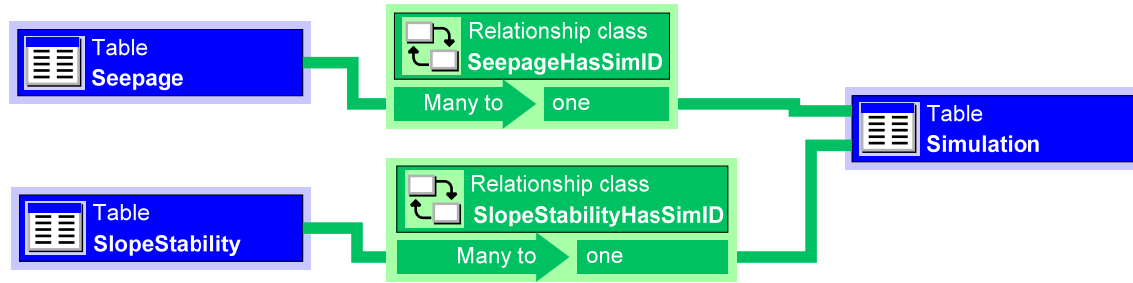 Table
Seepage
Relationship class
SeepageHasSimID
Many to one
Table
Simulation
Table
SlopeStability
Relationship class
SlopeStabilityHasSimID
Many to one